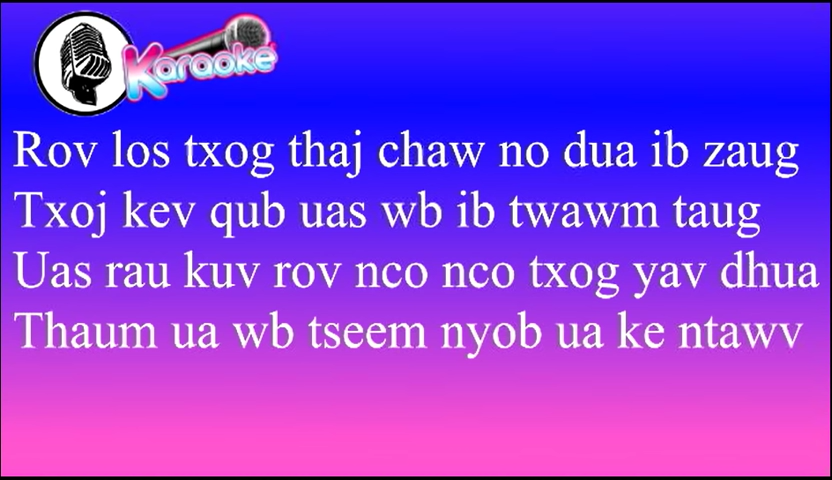 Karaoke
Rov los txog thaj chaw no dua ib zaug
Txoj kev qub uas wb ib twawm taug
Uas rau kuv rov nco nco txog yav dhua
Thaum ua wb tseem nyob ua ke ntawv